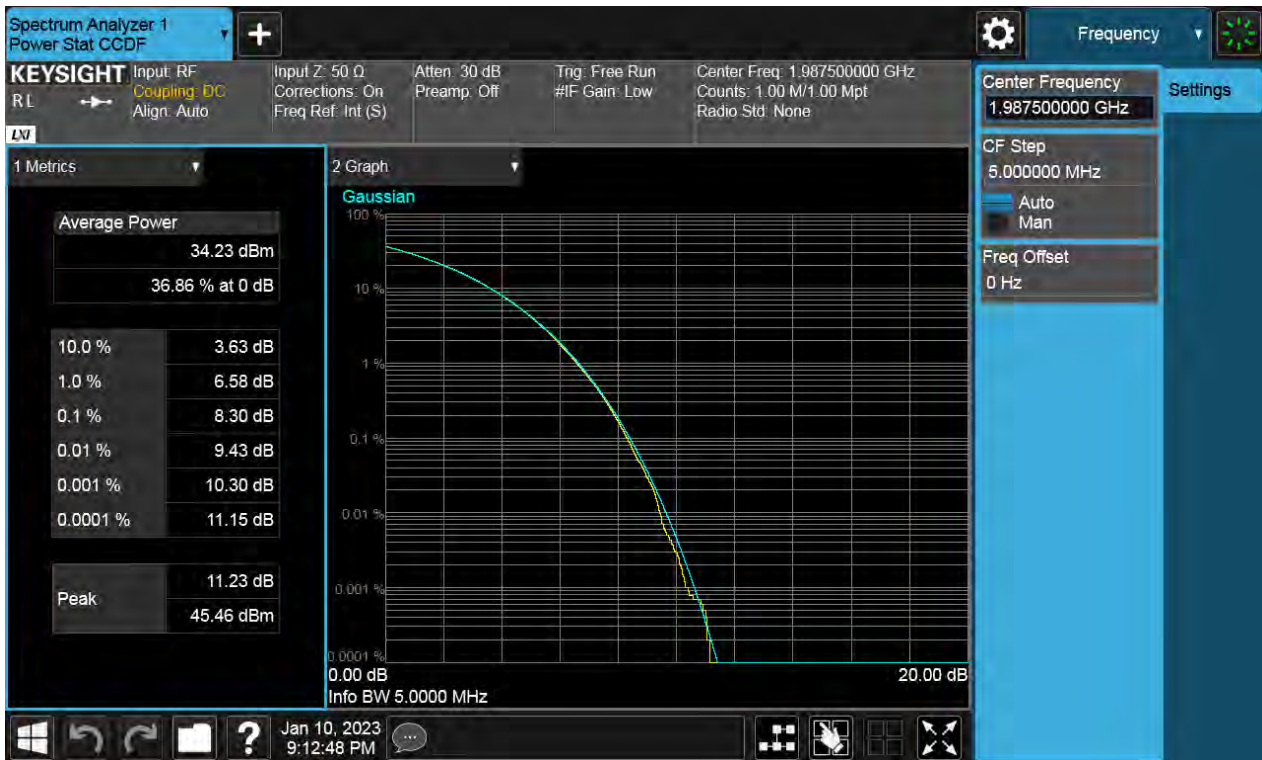 Spectrum Analyzer 1
Power Stat CCDF
Frequency
KEYSIGHT
RL
LXI
Input: RF
Coupling: DC
Align: Auto
Input Z: 50 Ω
Corrections: On
Freq Ref: Int (S)
Atten: 30 dB
Preamp: Off
Trig: Free Run
#IF Gain: Low
Center Freq: 1.987500000 GHz
Counts: 1.00 M/1.00 Mpt
Radio Std: None
Center Frequency
1.987500000 GHz
Settings
CF Step
5.000000 MHz
Auto
Man
Freq Offset
0 Hz
1 Metrics
Average Power
34.23 dBm
36.86 % at 0 dB
10.0 % 3.63 dB
1.0 % 6.58 dB
0.1 % 8.30 dB
0.01 % 9.43 dB
0.001 % 10.30 dB
0.0001 % 11.15 dB
Peak
11.23 dB
45.46 dBm
2 Graph
Gaussian
100 %
10 %
1 %
0.1 %
0.01 %
0.001 %
0.0001 %
0.00 dB 20.00 dB
Info BW 5.0000 MHz
?
Jan 10, 2023
9:12:48 PM